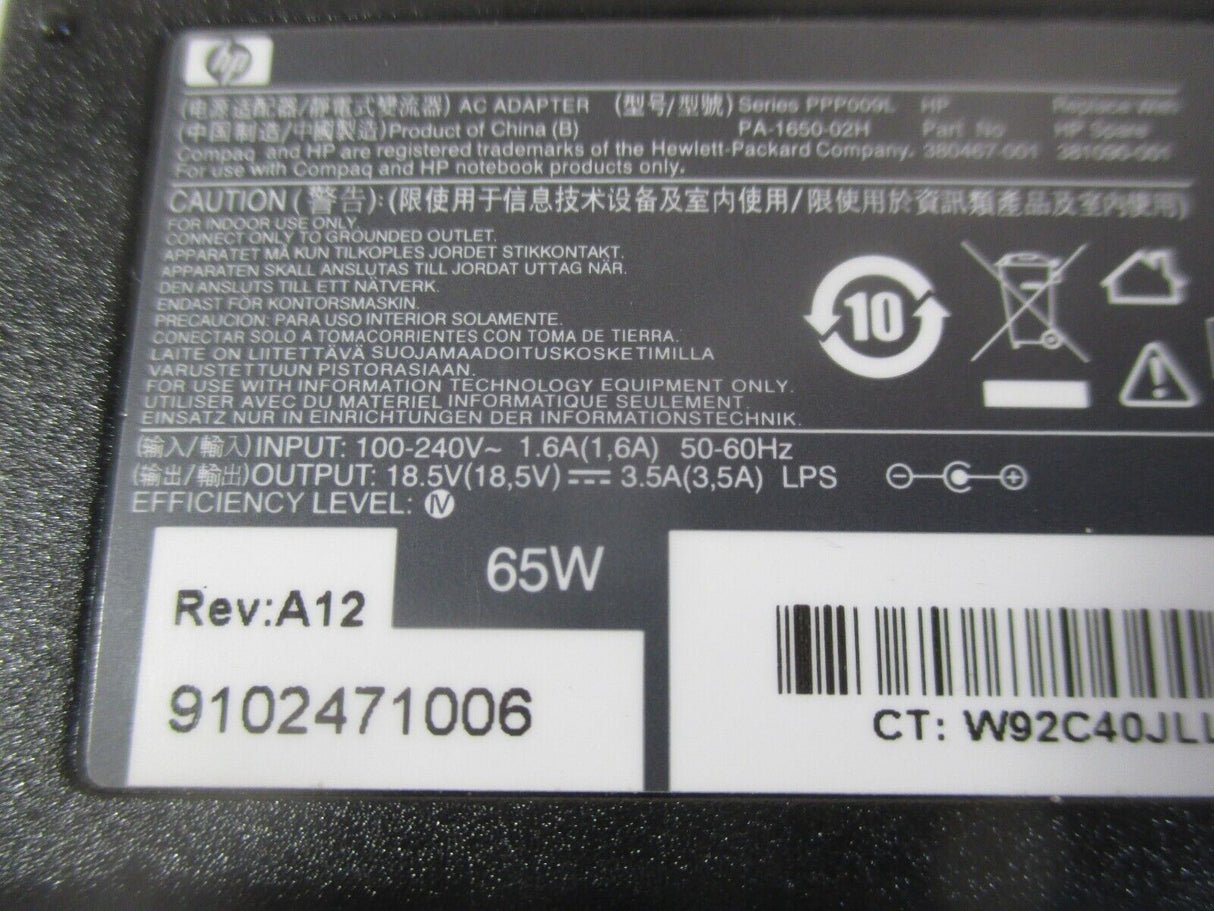 hp
(电源适配器/静電式變流器) AC ADAPTER (型号/型號) Series PPP009L HP Replace With
(中国制造/中國製造)Product of China (B) PA-1650-02H Part No HP Spare
Compaq and HP are registered trademarks of the Hewlett-Packard Company. 380467-001 381090-001
For use with Compaq and HP notebook products only.
CAUTION (警告):(限使用于信息技术设备及室内使用/限使用於資訊類產品及室內使用)
FOR INDOOR USE ONLY.
CONNECT ONLY TO GROUNDED OUTLET.
APPARATET MÅ KUN TILKOPLES JORDET STIKKONTAKT.
APPARATEN SKALL ANSLUTAS TILL JORDAT UTTAG NÄR.
DEN ANSLUTS TILL ETT NÄTVERK.
ENDAST FÖR KONTORSMASKIN.
PRECAUCION: PARA USO INTERIOR SOLAMENTE.
CONECTAR SOLO A TOMACORRIENTES CON TOMA DE TIERRA.
LAITE ON LIITETTÄVÄ SUOJAMAADOITUSKOSKETIMILLA
VARUSTETTUUN PISTORASIAAN.
FOR USE WITH INFORMATION TECHNOLOGY EQUIPMENT ONLY.
UTILISER AVEC DU MATERIEL INFORMATIQUE SEULEMENT.
EINSATZ NUR IN EINRICHTUNGEN DER INFORMATIONSTECHNIK.
10
(输入/輸入)INPUT: 100-240V~ 1.6A(1,6A) 50-60Hz
(输出/輸出)OUTPUT: 18.5V(18,5V) ⎓ 3.5A(3,5A) LPS
EFFICIENCY LEVEL: IV
65W
Rev:A12
9102471006
CT: W92C40JLL